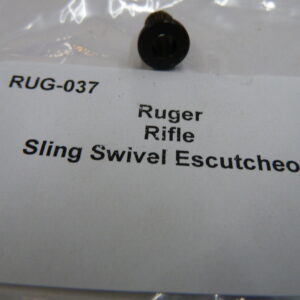 RUG-037
Ruger
Rifle
Sling Swivel Escutcheo